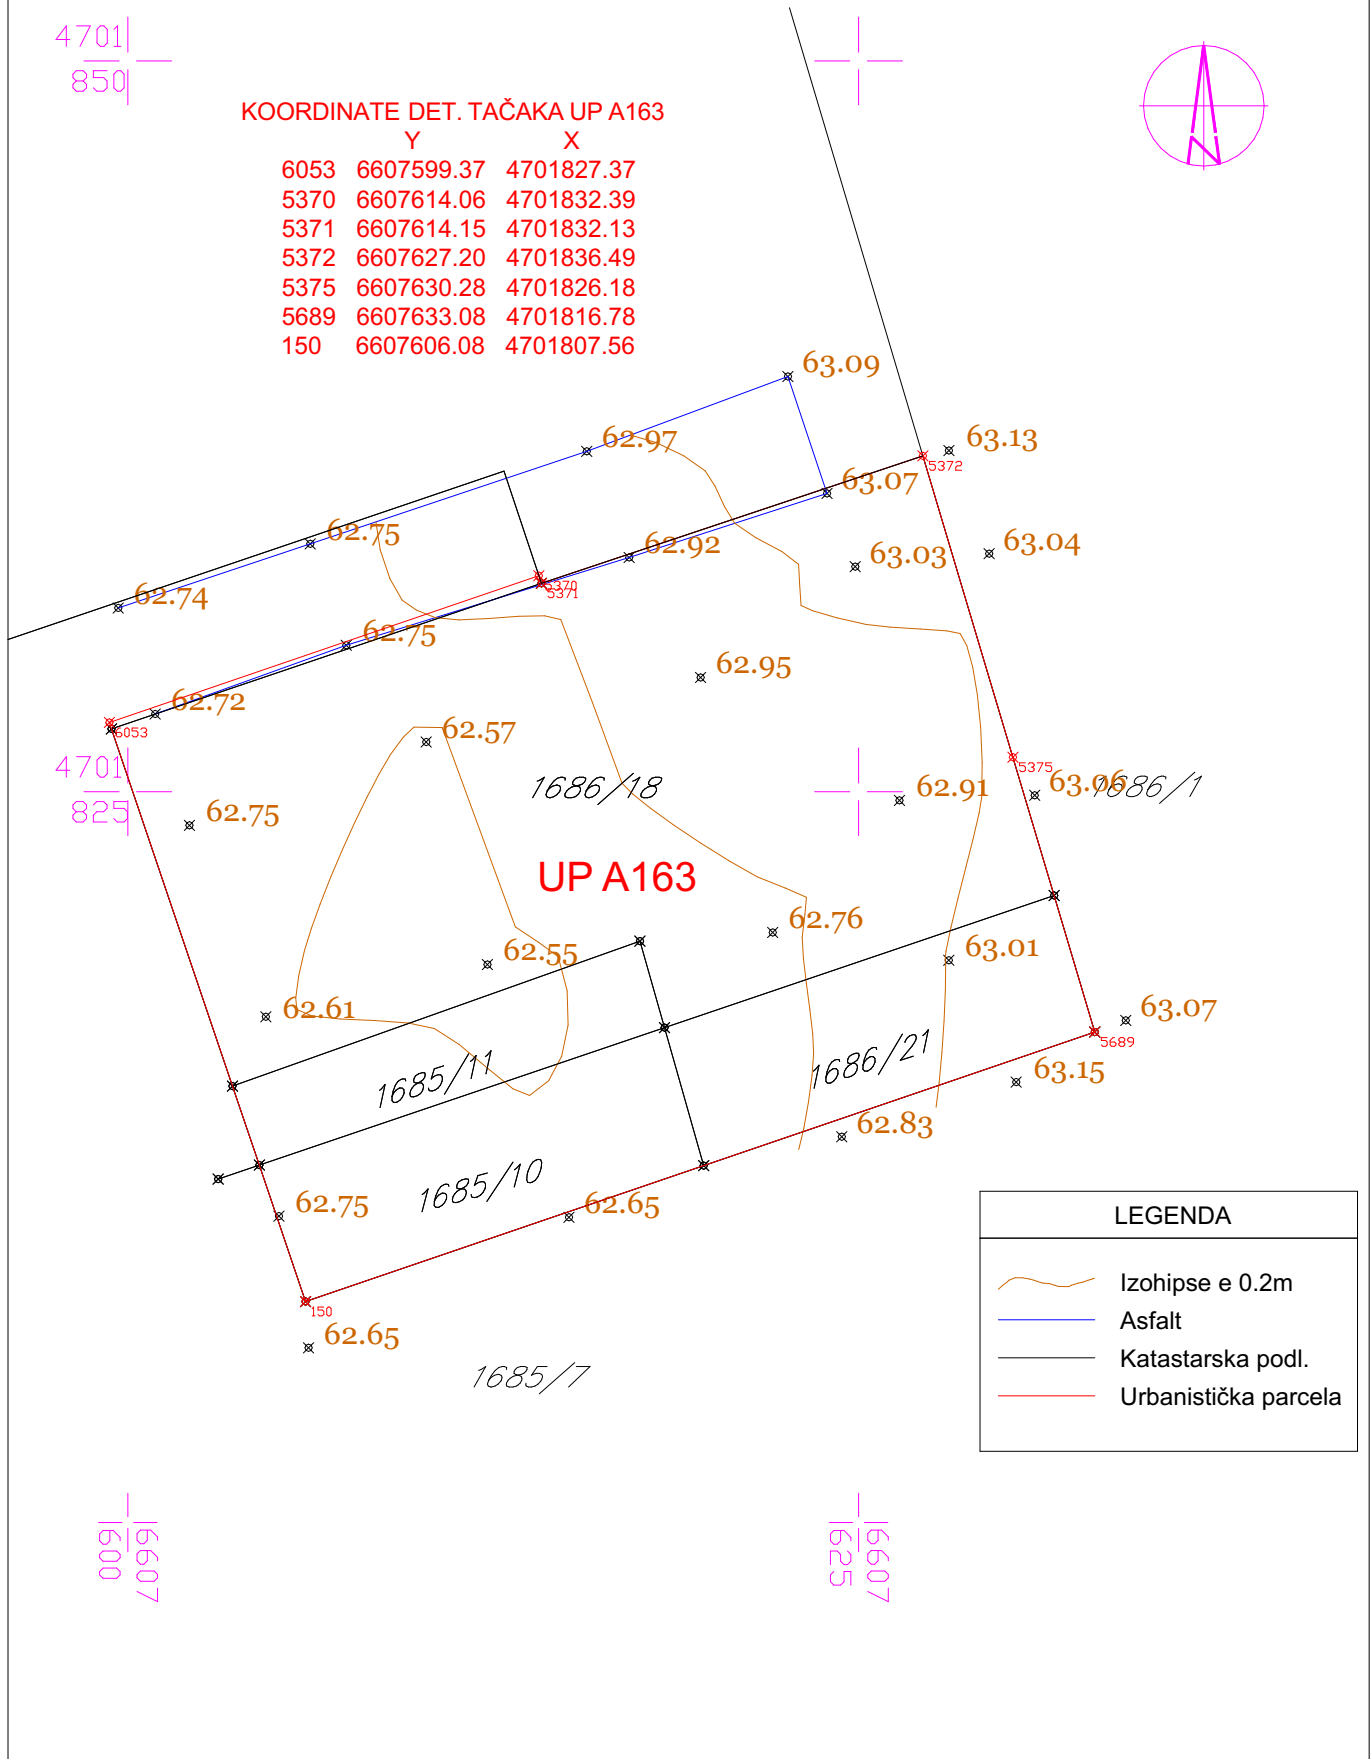 4701
850
KOORDINATE DET. TAČAKA UP A163
Y X
6053 6607599.37 4701827.37
5370 6607614.06 4701832.39
5371 6607614.15 4701832.13
5372 6607627.20 4701836.49
5375 6607630.28 4701826.18
5689 6607633.08 4701816.78
150 6607606.08 4701807.56
N
63.09
62.97
63.13
5372
63.07
62.75
62.92
63.03
63.04
5370
5371
62.74
62.75
62.95
62.72
6053
62.57
4701
825
1686/18
5375
63.06
1686/1
62.91
62.75
UP A163
62.76
62.55
63.01
62.61
63.07
5689
1686/21
1685/11
63.15
62.83
1685/10
62.75
62.65
150
62.65
1685/7
LEGENDA
Izohipse e 0.2m
Asfalt
Katastarska podl.
Urbanistička parcela
6607
600
6607
625